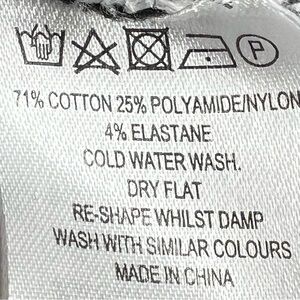 P
71% COTTON 25% POLYAMIDE/NYLON
4% ELASTANE
COLD WATER WASH.
DRY FLAT
RE-SHAPE WHILST DAMP
WASH WITH SIMILAR COLOURS
MADE IN CHINA